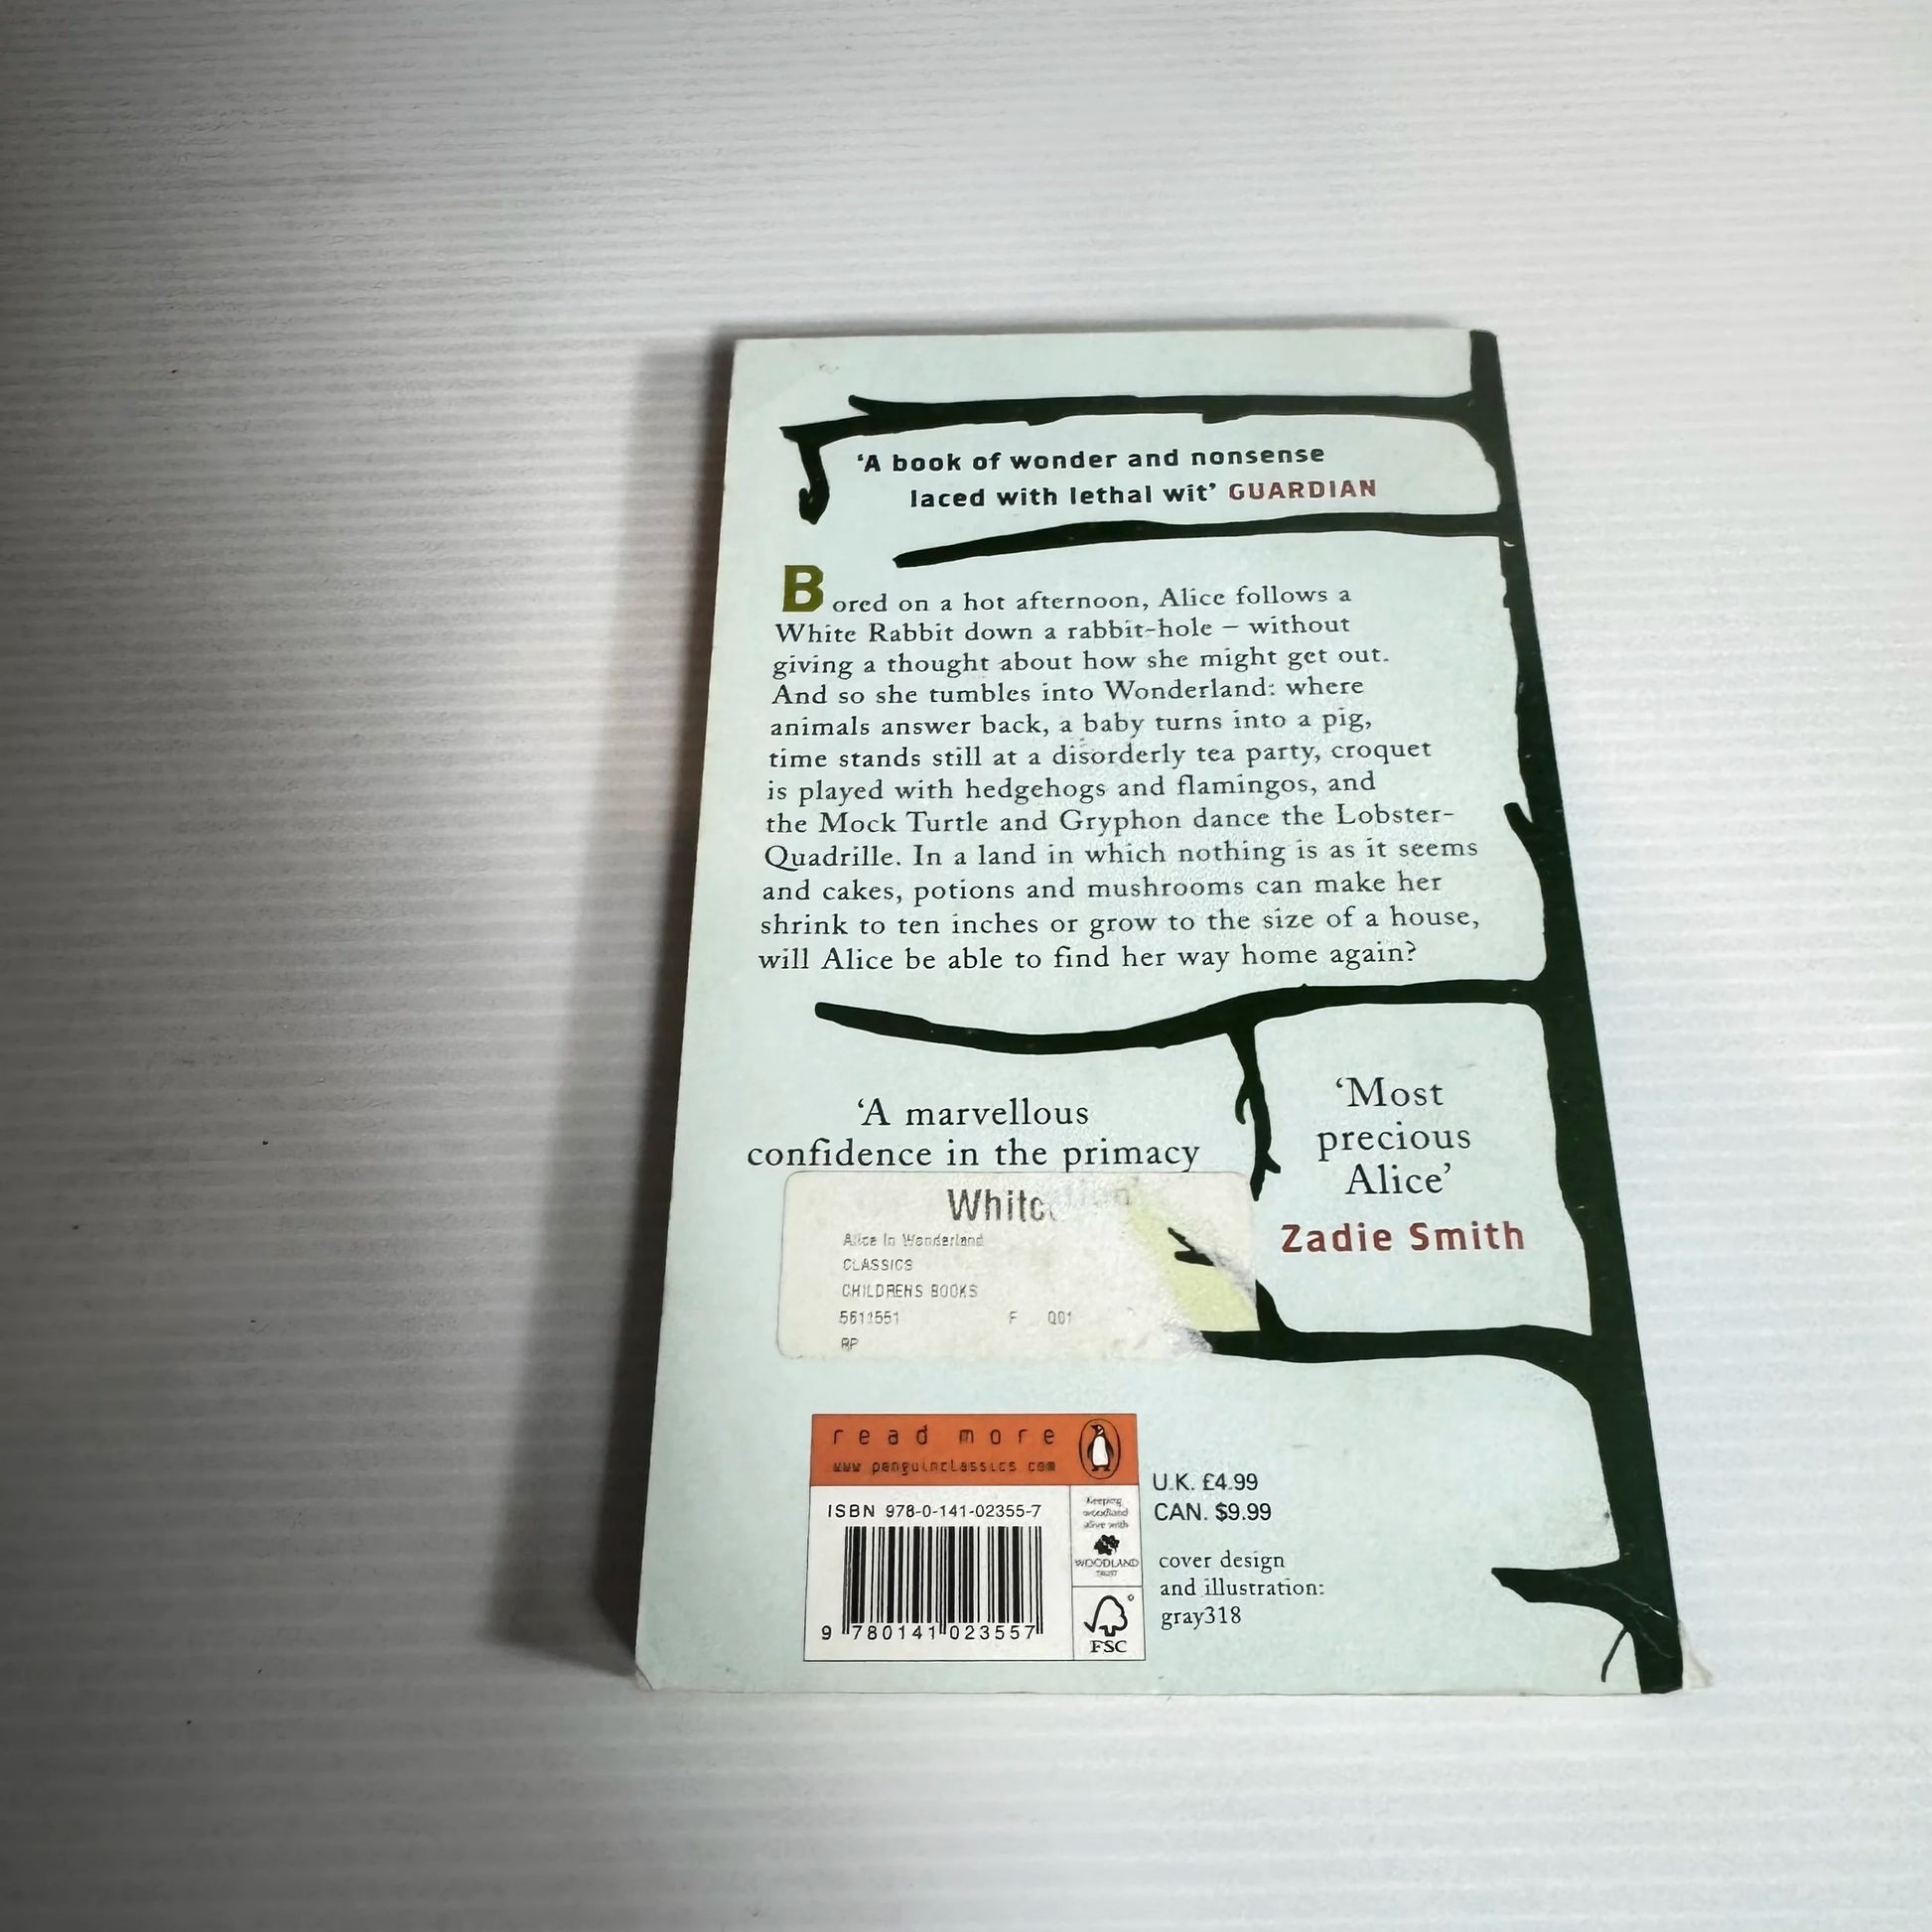 ‘A book of wonder and nonsense
laced with lethal wit’ GUARDIAN
Bored on a hot afternoon, Alice follows a
White Rabbit down a rabbit-hole – without
giving a thought about how she might get out.
And so she tumbles into Wonderland: where
animals answer back, a baby turns into a pig,
time stands still at a disorderly tea party, croquet
is played with hedgehogs and flamingos, and
the Mock Turtle and Gryphon dance the Lobster-
Quadrille. In a land in which nothing is as it seems
and cakes, potions and mushrooms can make her
shrink to ten inches or grow to the size of a house,
will Alice be able to find her way home again?
‘A marvellous
confidence in the primacy
‘Most
precious
Alice’
Zadie Smith
Alice In Wonderland
CLASSICS
CHILDRENS BOOKS
5611551 F Q01
RP
read more
www penguinclassics com
ISBN 978-0-141-02355-7
9 780141 023557
Keeping
woodland
alive with
WOODLAND
TRUST
FSC
U.K. £4.99
CAN. $9.99
cover design
and illustration:
gray318